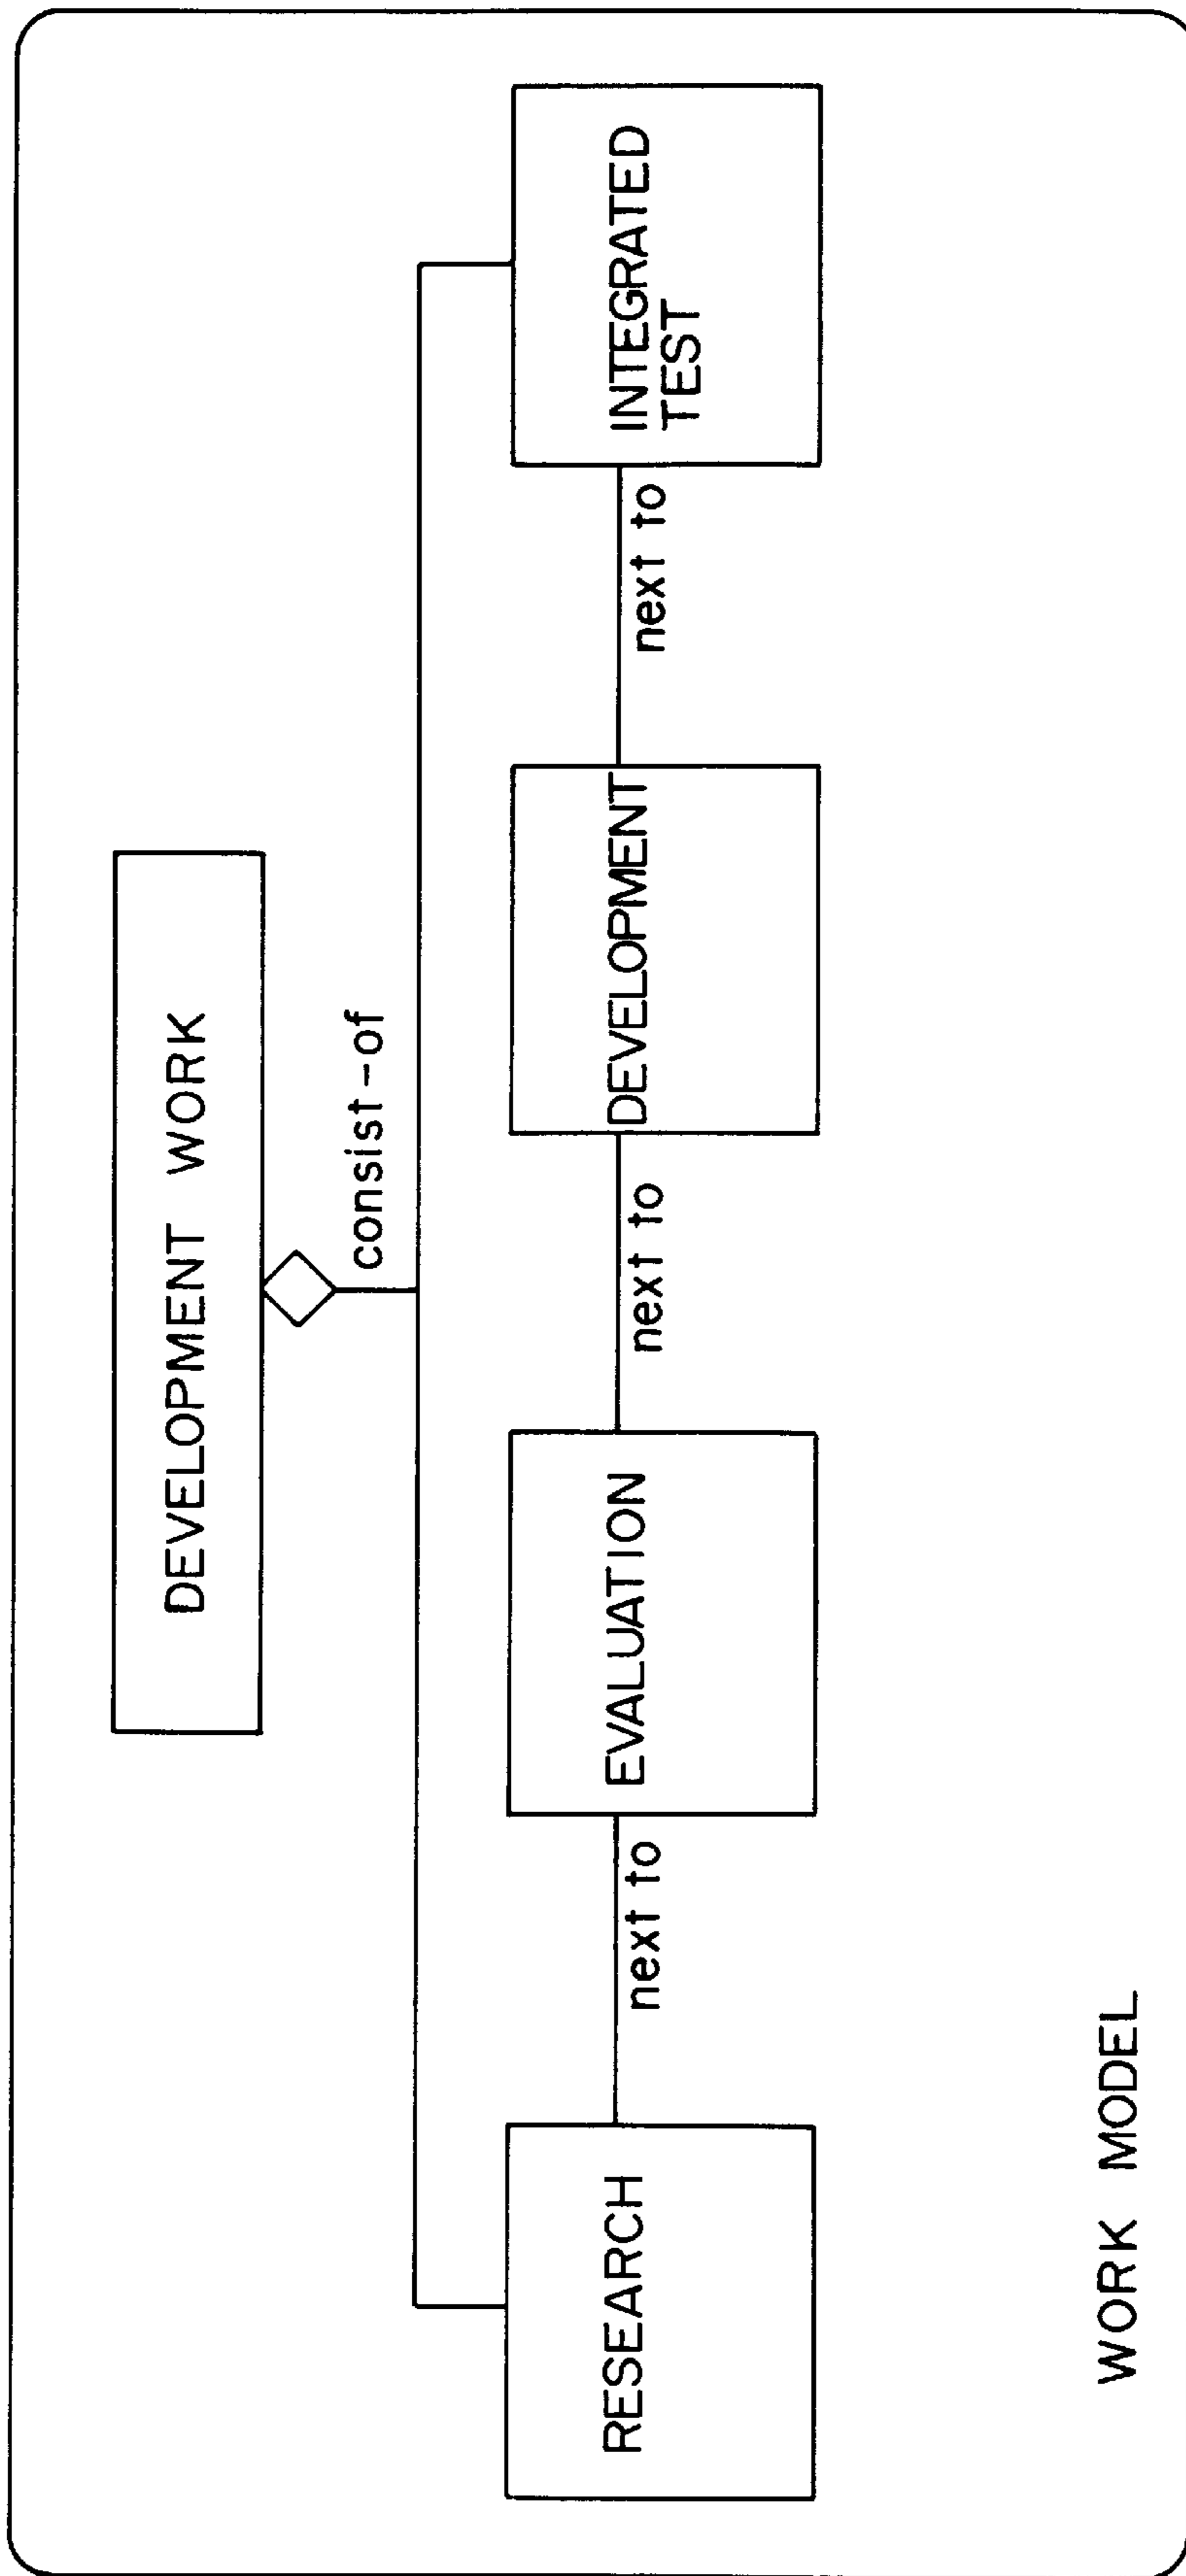 DEVELOPMENT WORK
consist-of
RESEARCH
next to
EVALUATION
next to
DEVELOPMENT
next to
INTEGRATED
TEST
WORK MODEL